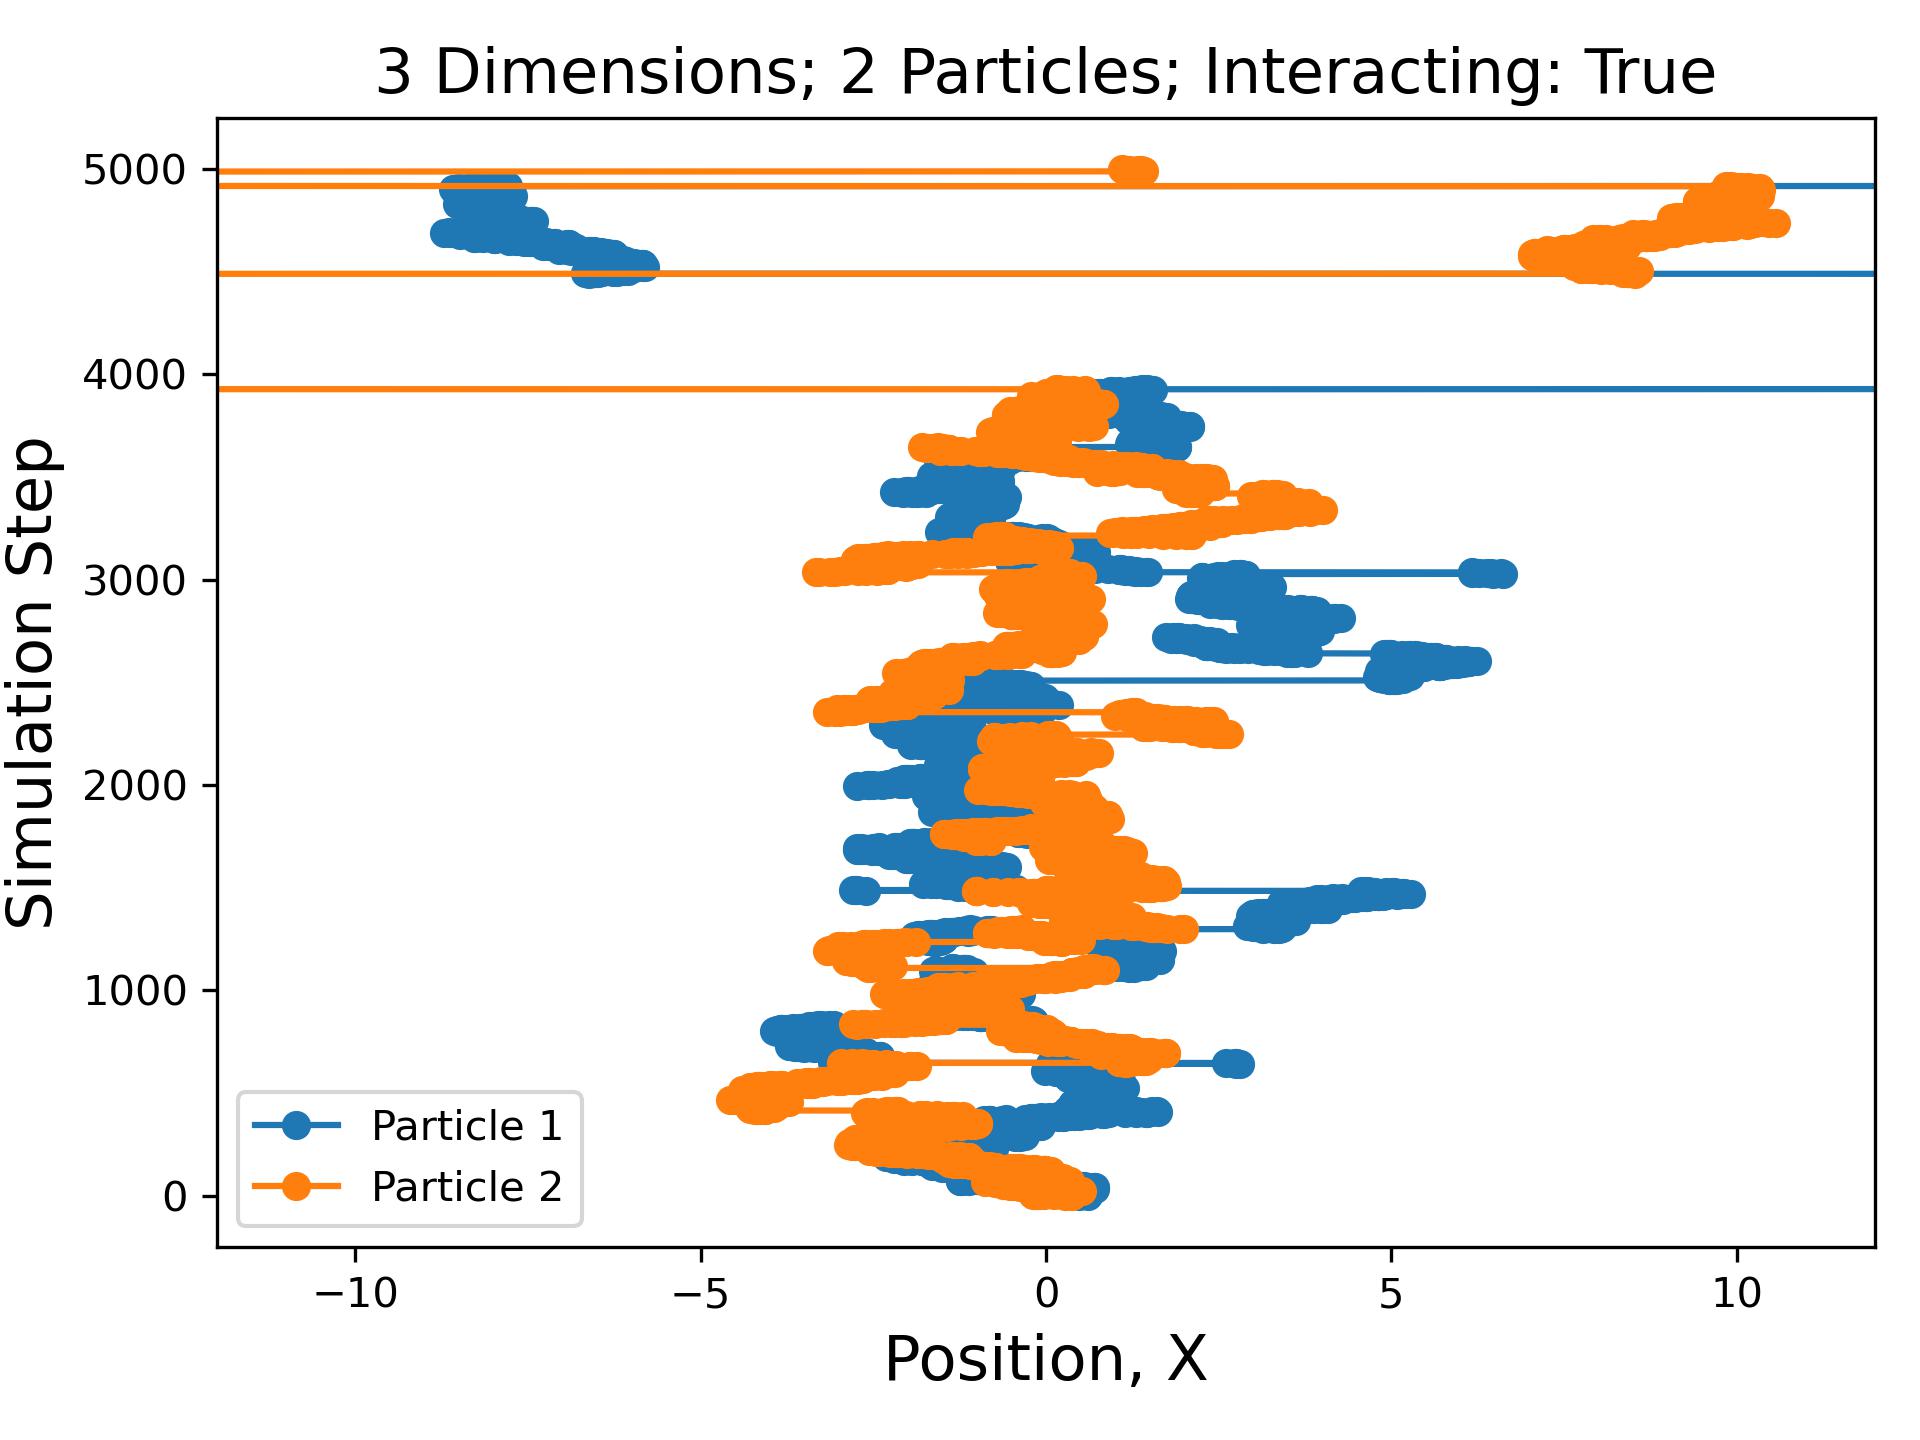 3 Dimensions; 2 Particles; Interacting: True
Simulation Step
5000
4000
3000
2000
1000
0
Particle 1
Particle 2
−10
−5
0
5
10
Position, X